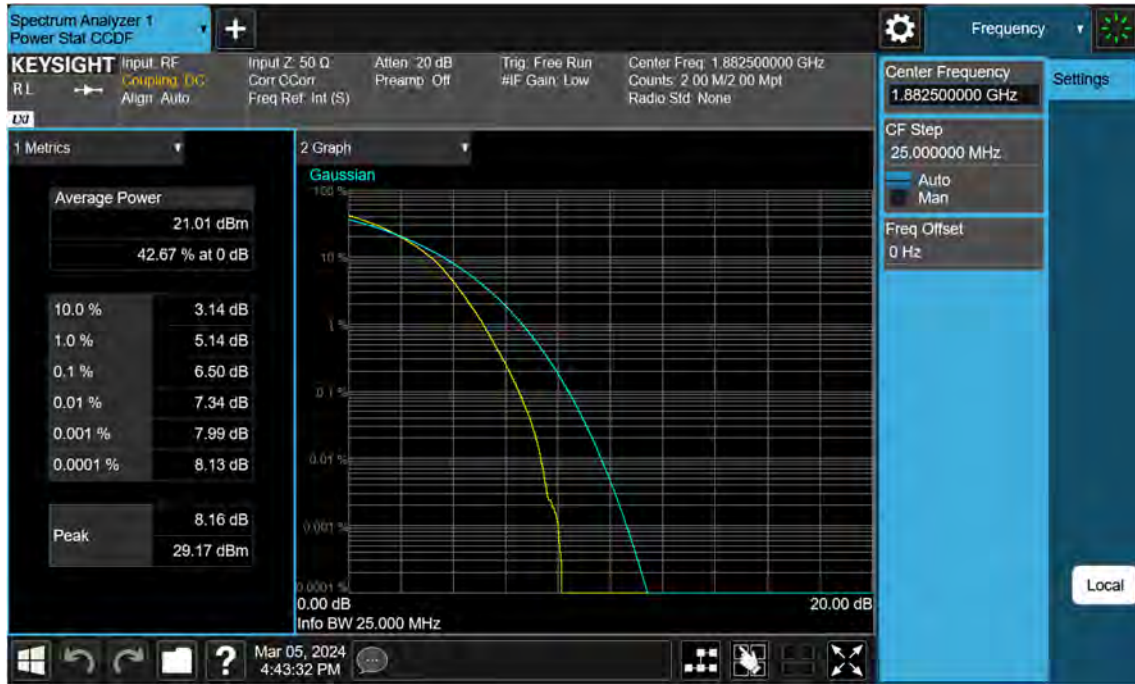 Spectrum Analyzer 1
Power Stat CCDF
+
Frequency
KEYSIGHT
RL
LXI
Input: RF
Coupling: DC
Align: Auto
Input Z: 50 Ω
Corr CCorr
Freq Ref: Int (S)
Atten: 20 dB
Preamp: Off
Trig: Free Run
#IF Gain: Low
Center Freq: 1.882500000 GHz
Counts: 2.00 M/2.00 Mpt
Radio Std: None
Center Frequency
1.882500000 GHz
Settings
CF Step
25.000000 MHz
Auto
Man
Freq Offset
0 Hz
Local
1 Metrics
Average Power
21.01 dBm
42.67 % at 0 dB
10.0 % 3.14 dB
1.0 % 5.14 dB
0.1 % 6.50 dB
0.01 % 7.34 dB
0.001 % 7.99 dB
0.0001 % 8.13 dB
Peak
8.16 dB
29.17 dBm
2 Graph
Gaussian
100 %
10 %
1 %
0.1 %
0.01 %
0.001 %
0.0001 %
0.00 dB 20.00 dB
Info BW 25.000 MHz
?
Mar 05, 2024
4:43:32 PM